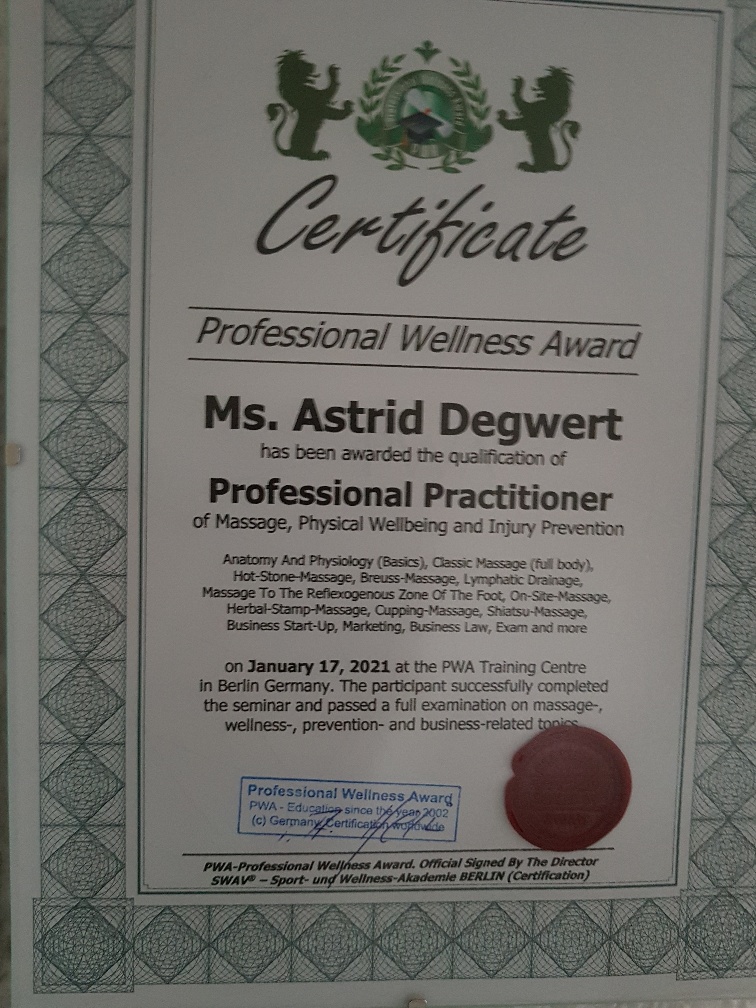 Certificate
Professional Wellness Award
Ms. Astrid Degwert
has been awarded the qualification of
Professional Practitioner
of Massage, Physical Wellbeing and Injury Prevention
Anatomy And Physiology (Basics), Classic Massage (full body),
Hot-Stone-Massage, Breuss-Massage, Lymphatic Drainage,
Massage To The Reflexogenous Zone Of The Foot, On-Site-Massage,
Herbal-Stamp-Massage, Cupping-Massage, Shiatsu-Massage,
Business Start-Up, Marketing, Business Law, Exam and more
on January 17, 2021 at the PWA Training Centre
in Berlin Germany. The participant successfully completed
the seminar and passed a full examination on massage-,
wellness-, prevention- and business-related topics.
Professional Wellness Award
PWA - Education since the year 2002
(c) Germany Certification worldwide
PWA-Professional Wellness Award. Official Signed By The Director
SWAV® – Sport- und Wellness-Akademie BERLIN (Certification)